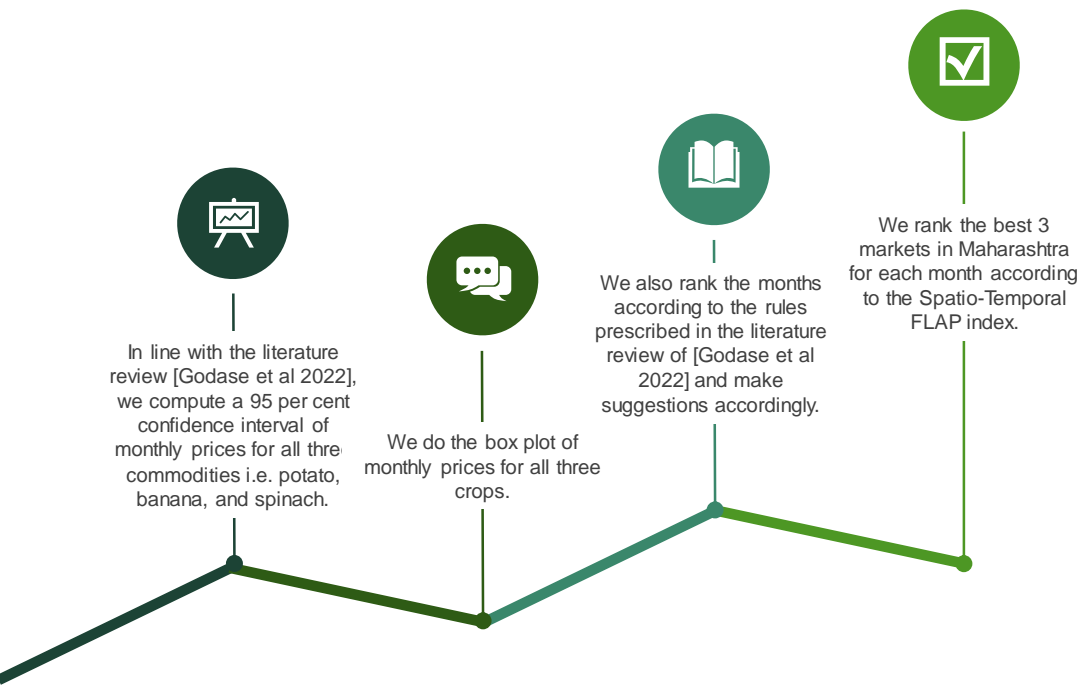 In line with the literature
review [Godase et al 2022],
we compute a 95 per cent
confidence interval of
monthly prices for all three
commodities i.e. potato,
banana, and spinach.
We do the box plot of
monthly prices for all three
crops.
We also rank the months
according to the rules
prescribed in the literature
review of [Godase et al
2022] and make
suggestions accordingly.
We rank the best 3
markets in Maharashtra
for each month according
to the Spatio-Temporal
FLAP index.